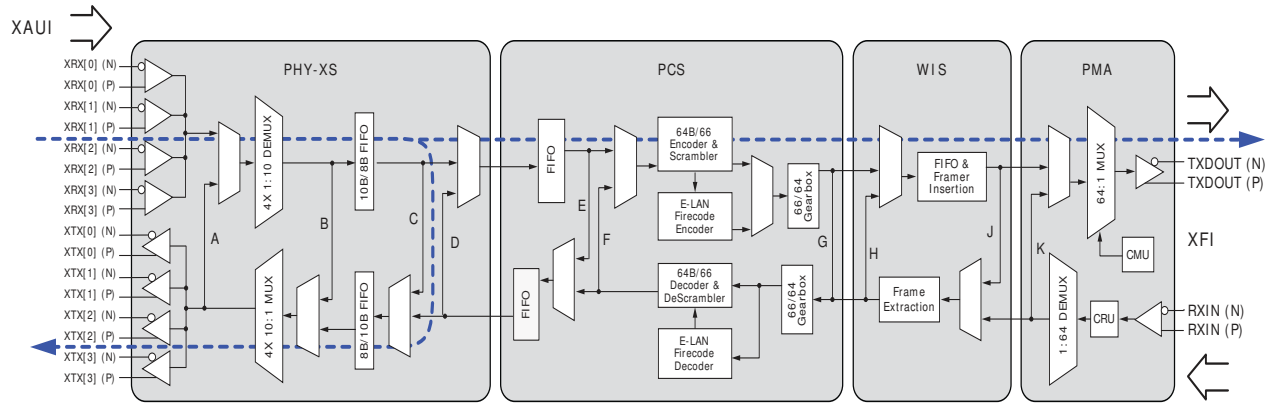 XAUI
PHY-XS
PCS
WIS
PMA
XRX[0] (N)
XRX[0] (P)
XRX[1] (N)
XRX[1] (P)
XRX[2] (N)
XRX[2] (P)
XRX[3] (N)
XRX[3] (P)
XTX[0] (N)
XTX[0] (P)
XTX[1] (N)
XTX[1] (P)
XTX[2] (N)
XTX[2] (P)
XTX[3] (N)
XTX[3] (P)
4X 1:10 DEMUX
10B/8B FIFO
A
B
C
D
4X 10:1 MUX
8B/10B FIFO
FIFO
E
F
64B/66
Encoder &
Scrambler
E-LAN
Firecode
Encoder
66/64
Gearbox
G
FIFO
64B/66
Decoder &
DeScrambler
E-LAN
Firecode
Decoder
66/64
Gearbox
H
FIFO &
Framer
Insertion
J
Frame
Extraction
K
64:1 MUX
CMU
1:64 DEMUX
CRU
TXDOUT (N)
TXDOUT (P)
XFI
RXIN (N)
RXIN (P)